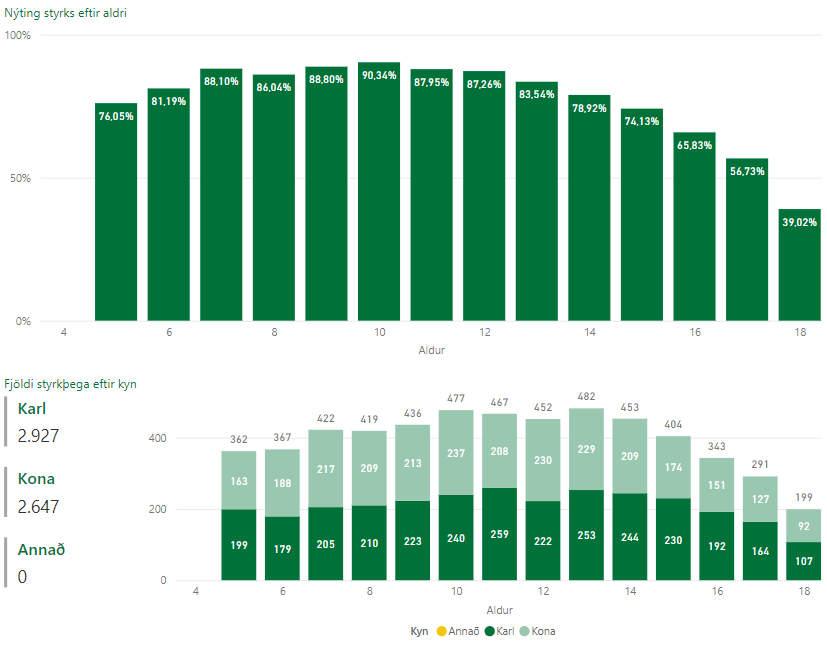 Nýting styrks eftir aldri
100%
50%
0%
76,05%
81,19%
88,10%
86,04%
88,80%
90,34%
87,95%
87,26%
83,54%
78,92%
74,13%
65,83%
56,73%
39,02%
4 6 8 10 12 14 16 18
Aldur
Fjöldi styrkþega eftir kyn
Karl
2.927
Kona
2.647
Annað
0
400
200
0
362 367 422 419 436 477 467 452 482 453 404 343 291 199
163 188 217 209 213 237 208 230 229 209 174 151 127 92
199 179 205 210 223 240 259 222 253 244 230 192 164 107
4 6 8 10 12 14 16 18
Aldur
Kyn Annað Karl Kona